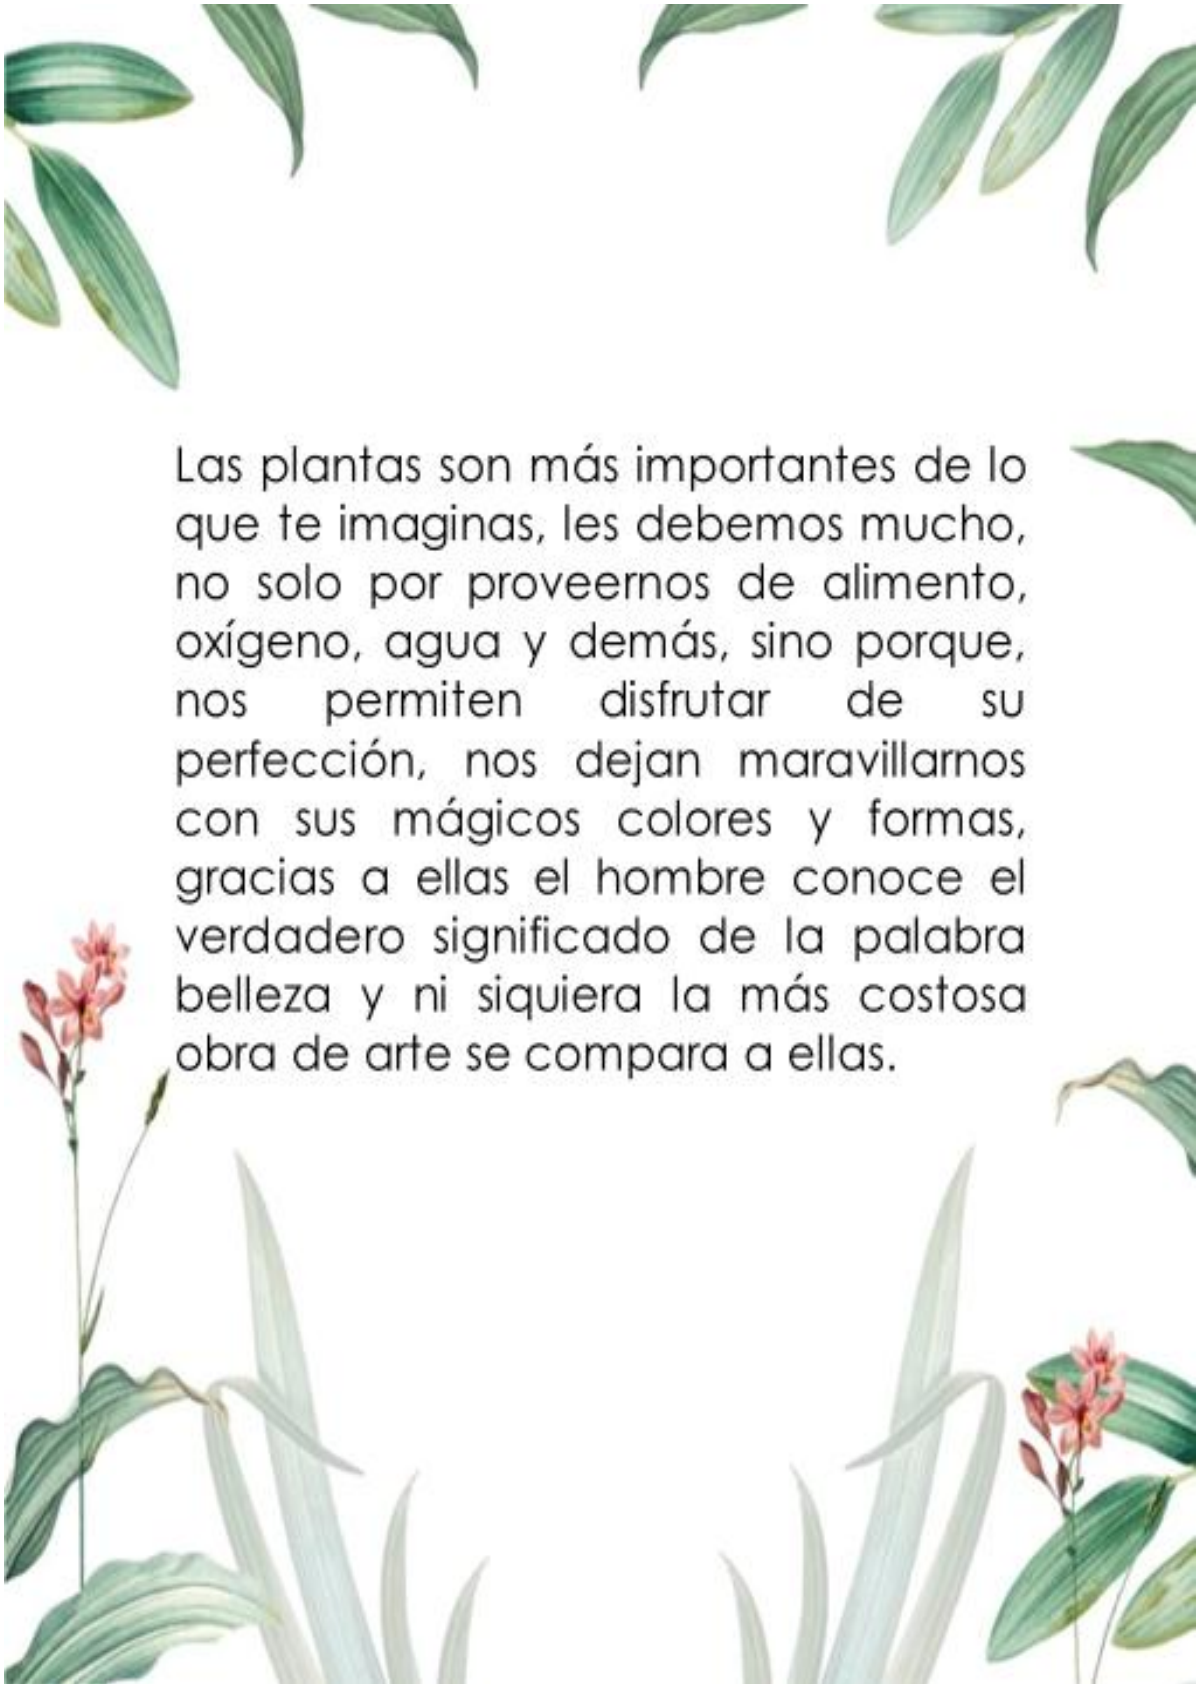 Las plantas son más importantes de lo
que te imaginas, les debemos mucho,
no solo por proveernos de alimento,
oxígeno, agua y demás, sino porque,
nos permiten disfrutar de su
perfección, nos dejan maravillarnos
con sus mágicos colores y formas,
gracias a ellas el hombre conoce el
verdadero significado de la palabra
belleza y ni siquiera la más costosa
obra de arte se compara a ellas.